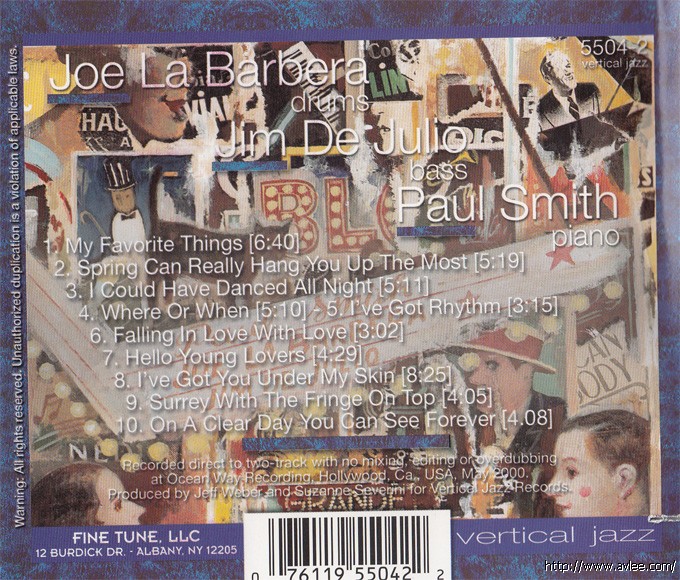 5504-2
vertical jazz
Joe La Barbera
drums
Jim De Julio
bass
Paul Smith
piano
1. My Favorite Things [6:40]
2. Spring Can Really Hang You Up The Most [5:19]
3. I Could Have Danced All Night [5:11]
4. Where Or When [5:10] - 5. I've Got Rhythm [3:15]
6. Falling In Love With Love [3:02]
7. Hello Young Lovers [4:29]
8. I've Got You Under My Skin [8:25]
9. Surrey With The Fringe On Top [4:05]
10. On A Clear Day You Can See Forever [4.08]
Recorded direct to two-track with no mixing, editing or overdubbing
at Ocean Way Recording, Hollywood, Ca., USA, May 2000.
Produced by Jeff Weber and Suzanne Severini for Vertical Jazz Records.
Warning: All rights reserved. Unauthorized duplication is a violation of applicable laws.
FINE TUNE, LLC
12 BURDICK DR. - ALBANY, NY 12205
0 76119 55042 2
vertical jazz
http://www.avlee.com/
HAU
LIN
BL
BODY